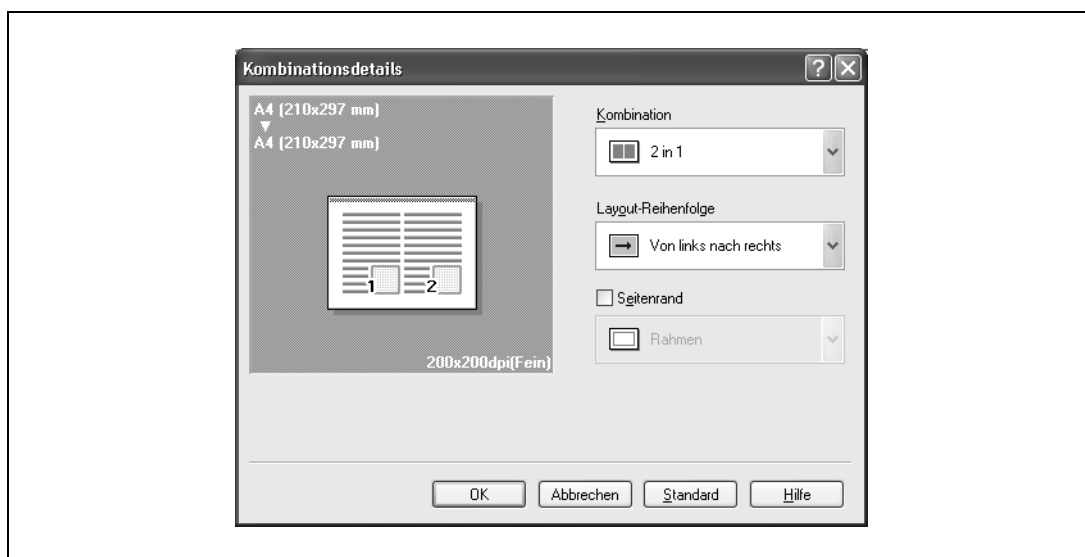 Kombinationsdetails
A4 (210x297 mm)
A4 (210x297 mm)
1 2
200x200dpi(Fein)
Kombination
2 in 1
Layout-Reihenfolge
Von links nach rechts
Seitenrand
Rahmen
OK Abbrechen Standard Hilfe